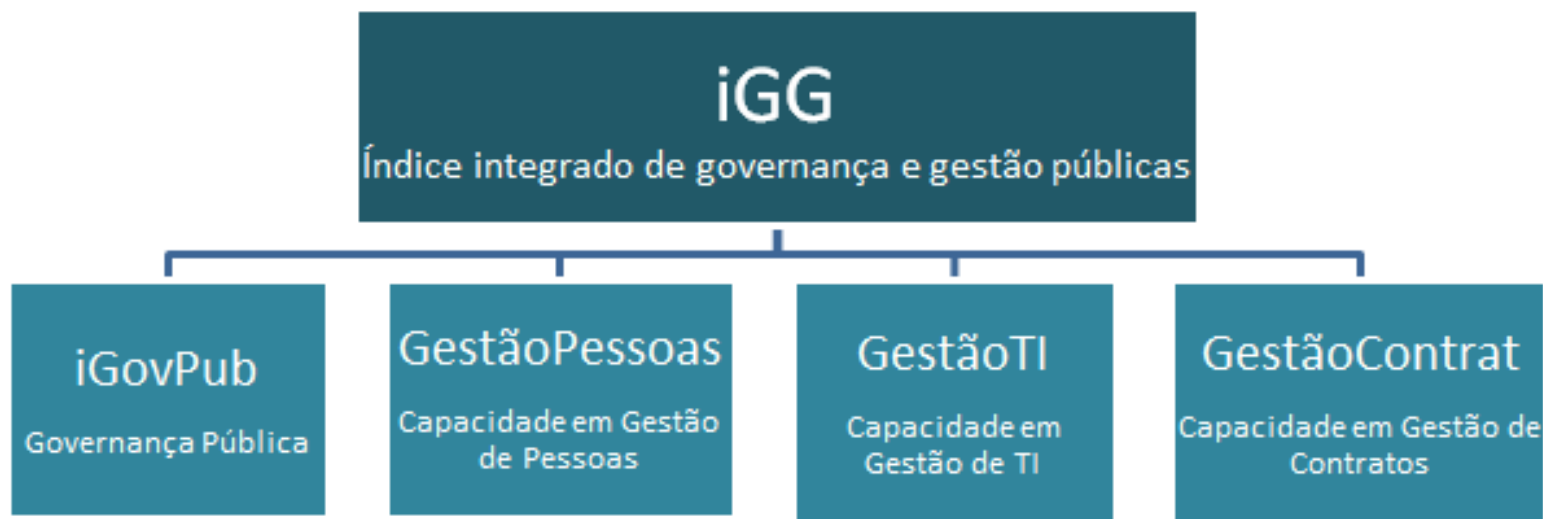 iGG
Índice integrado de governança e gestão públicas
iGovPub
Governança Pública
GestãoPessoas
Capacidade em Gestão
de Pessoas
GestãoTI
Capacidade em
Gestão de TI
GestãoContrat
Capacidade em Gestão de
Contratos